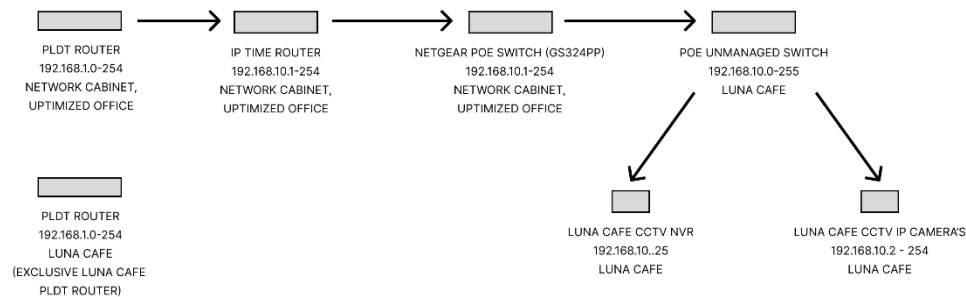 PLDT ROUTER
192.168.1.0-254
NETWORK CABINET,
UPTIMIZED OFFICE
IP TIME ROUTER
192.168.10.1-254
NETWORK CABINET,
UPTIMIZED OFFICE
NETGEAR POE SWITCH (GS324PP)
192.168.10.1-254
NETWORK CABINET,
UPTIMIZED OFFICE
POE UNMANAGED SWITCH
192.168.10.0-255
LUNA CAFE
PLDT ROUTER
192.168.1.0-254
LUNA CAFE
(EXCLUSIVE LUNA CAFE
PLDT ROUTER)
LUNA CAFE CCTV NVR
192.168.10..25
LUNA CAFE
LUNA CAFE CCTV IP CAMERA'S
192.168.10.2 - 254
LUNA CAFE